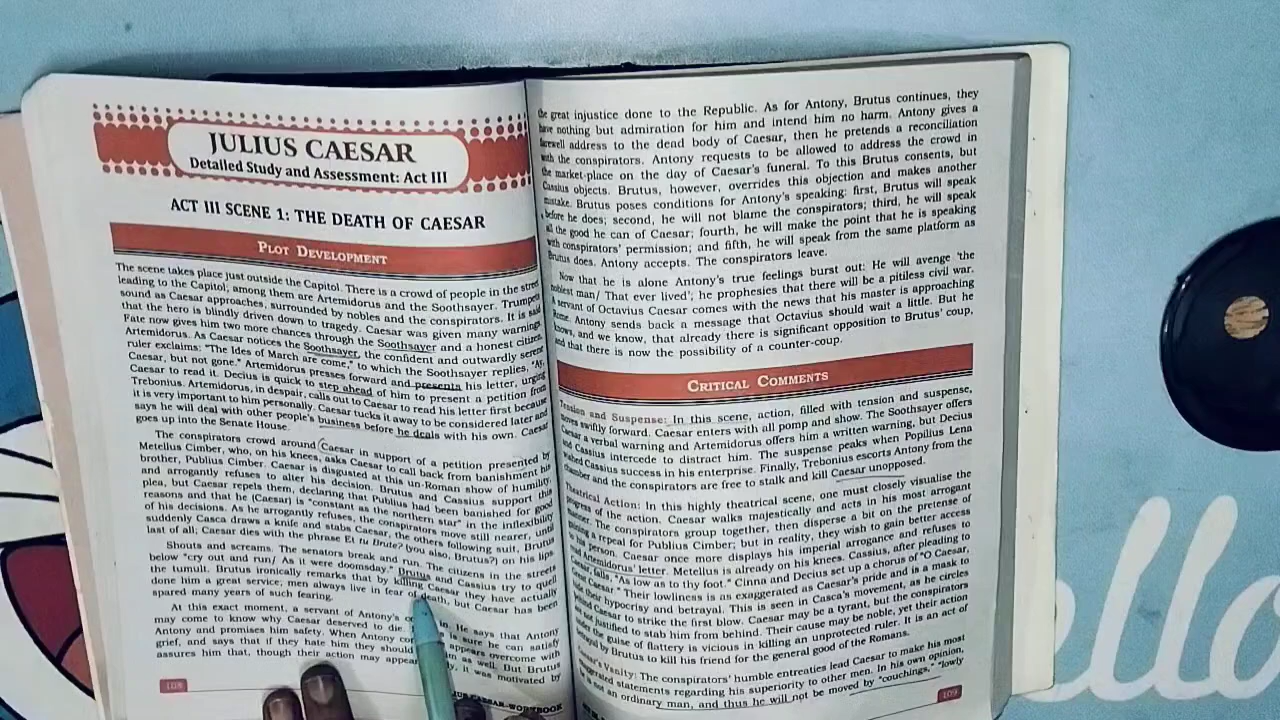 JULIUS CAESAR
Detailed Study and Assessment: Act III
ACT III SCENE 1: THE DEATH OF CAESAR
PLOT DEVELOPMENT
The scene takes place just outside the Capitol. There is a crowd of people in the street
leading to the Capitol; among them are Artemidorus and the Soothsayer. Trumpets
sound as Caesar approaches, surrounded by nobles and the conspirators. It is said
that the hero is blindly driven down to tragedy. Caesar was given many warnings.
Fate now gives him two more chances through the Soothsayer and a honest citizen,
Artemidorus. As Caesar notices the Soothsayer, the confident and outwardly serene
ruler exclaims, "The Ides of March are come," to which the Soothsayer replies, "Ay,
Caesar, but not gone." Artemidorus presses forward and presents his letter, urging
Caesar to read it. Decius is quick to step ahead of him to present a petition from
Trebonius. Artemidorus, in despair, calls out to Caesar to read his letter first because
it is very important to him personally. Caesar tucks it away to be considered later and
says he will deal with other people's business before he deals with his own. Caesar
goes up into the Senate House.
The conspirators crowd around Caesar in support of a petition presented by
Metellus Cimber, who, on his knees, asks Caesar to call back from banishment his
brother, Publius Cimber. Caesar is disgusted at this un-Roman show of humility
and arrogantly refuses to alter his decision. Brutus and Cassius support this
plea, but Caesar repels them, declaring that Publius had been banished for good
reasons and that he (Caesar) is "constant as the northern star" in the inflexibility
of his decisions. As he arrogantly refuses, the conspirators move still nearer, until
suddenly Casca draws a knife and stabs Caesar, the others following suit, Brutus
last of all; Caesar dies with the phrase Et tu Brute? (you also, Brutus?) on his lips.
Shouts and screams. The senators break and run. The citizens in the streets
below "cry out and run/ As it were doomsday." Brutus and Cassius try to quell
the tumult. Brutus ironically remarks that by killing Caesar they have actually
done him a great service; men always live in fear of death, but Caesar has been
spared many years of such fearing.
At this exact moment, a servant of Antony's in. He says that Antony
may come to know why Caesar deserved to die. is sure he can satisfy
Antony and promises him safety. When Antony appears overcome with
grief, and says that if they hate him they should him as well. But Brutus
assures him that, though their action may appear it was motivated by
108
CAESAR-WORKBOOK
the great injustice done to the Republic. As for Antony, Brutus continues, they
have nothing but admiration for him and intend him no harm. Antony gives a
farewell address to the dead body of Caesar, then he pretends a reconciliation
with the conspirators. Antony requests to be allowed to address the crowd in
the market-place on the day of Caesar's funeral. To this Brutus consents, but
Cassius objects. Brutus, however, overrides this objection and makes another
mistake. Brutus poses conditions for Antony's speaking: first, Brutus will speak
before he does; second, he will not blame the conspirators; third, he will speak
all the good he can of Caesar; fourth, he will make the point that he is speaking
with conspirators' permission; and fifth, he will speak from the same platform as
Brutus does. Antony accepts. The conspirators leave.
Now that he is alone Antony's true feelings burst out: He will avenge 'the
noblest man/ That ever lived'; he prophesies that there will be a pitiless civil war.
A servant of Octavius Caesar comes with the news that his master is approaching
Rome. Antony sends back a message that Octavius should wait a little. But he
knows, and we know, that already there is significant opposition to Brutus' coup,
and that there is now the possibility of a counter-coup.
CRITICAL COMMENTS
Tension and Suspense: In this scene, action, filled with tension and suspense,
moves swiftly forward. Caesar enters with all pomp and show. The Soothsayer offers
Caesar a verbal warning and Artemidorus offers him a written warning, but Decius
and Cassius intercede to distract him. The suspense peaks when Popilius Lena
wished Cassius success in his enterprise. Finally, Trebonius escorts Antony from the
chamber and the conspirators are free to stalk and kill Caesar unopposed.
Theatrical Action: In this highly theatrical scene, one must closely visualise the
progress of the action. Caesar walks majestically and acts in his most arrogant
manner. The conspirators group together, then disperse a bit on the pretense of
a repeal for Publius Cimber; but in reality, they wish to gain better access
his person. Caesar once more displays his imperial arrogance and refuses to
Artemidorus' letter. Metellus is already on his knees. Cassius, after pleading to
Caesar, falls, "As low as to thy foot." Cinna and Decius set up a chorus of "O Caesar,
Great Caesar." Their lowliness is as exaggerated as Caesar's pride and is a mask to
their hypocrisy and betrayal. This is seen in Casca's movement, as he circles
behind Caesar to strike the first blow. Caesar may be a tyrant, but the conspirators
justified to stab him from behind. Their cause may be noble, yet their action
under the guise of flattery is vicious in killing an unprotected ruler. It is an act of
betrayal by Brutus to kill his friend for the general good of the Romans.
Caesar's Vanity: The conspirators' humble entreaties lead Caesar to make his most
exaggerated statements regarding his superiority to other men. In his own opinion,
he is not an ordinary man, and thus he will not be moved by "couchings," "lowly
109
ello